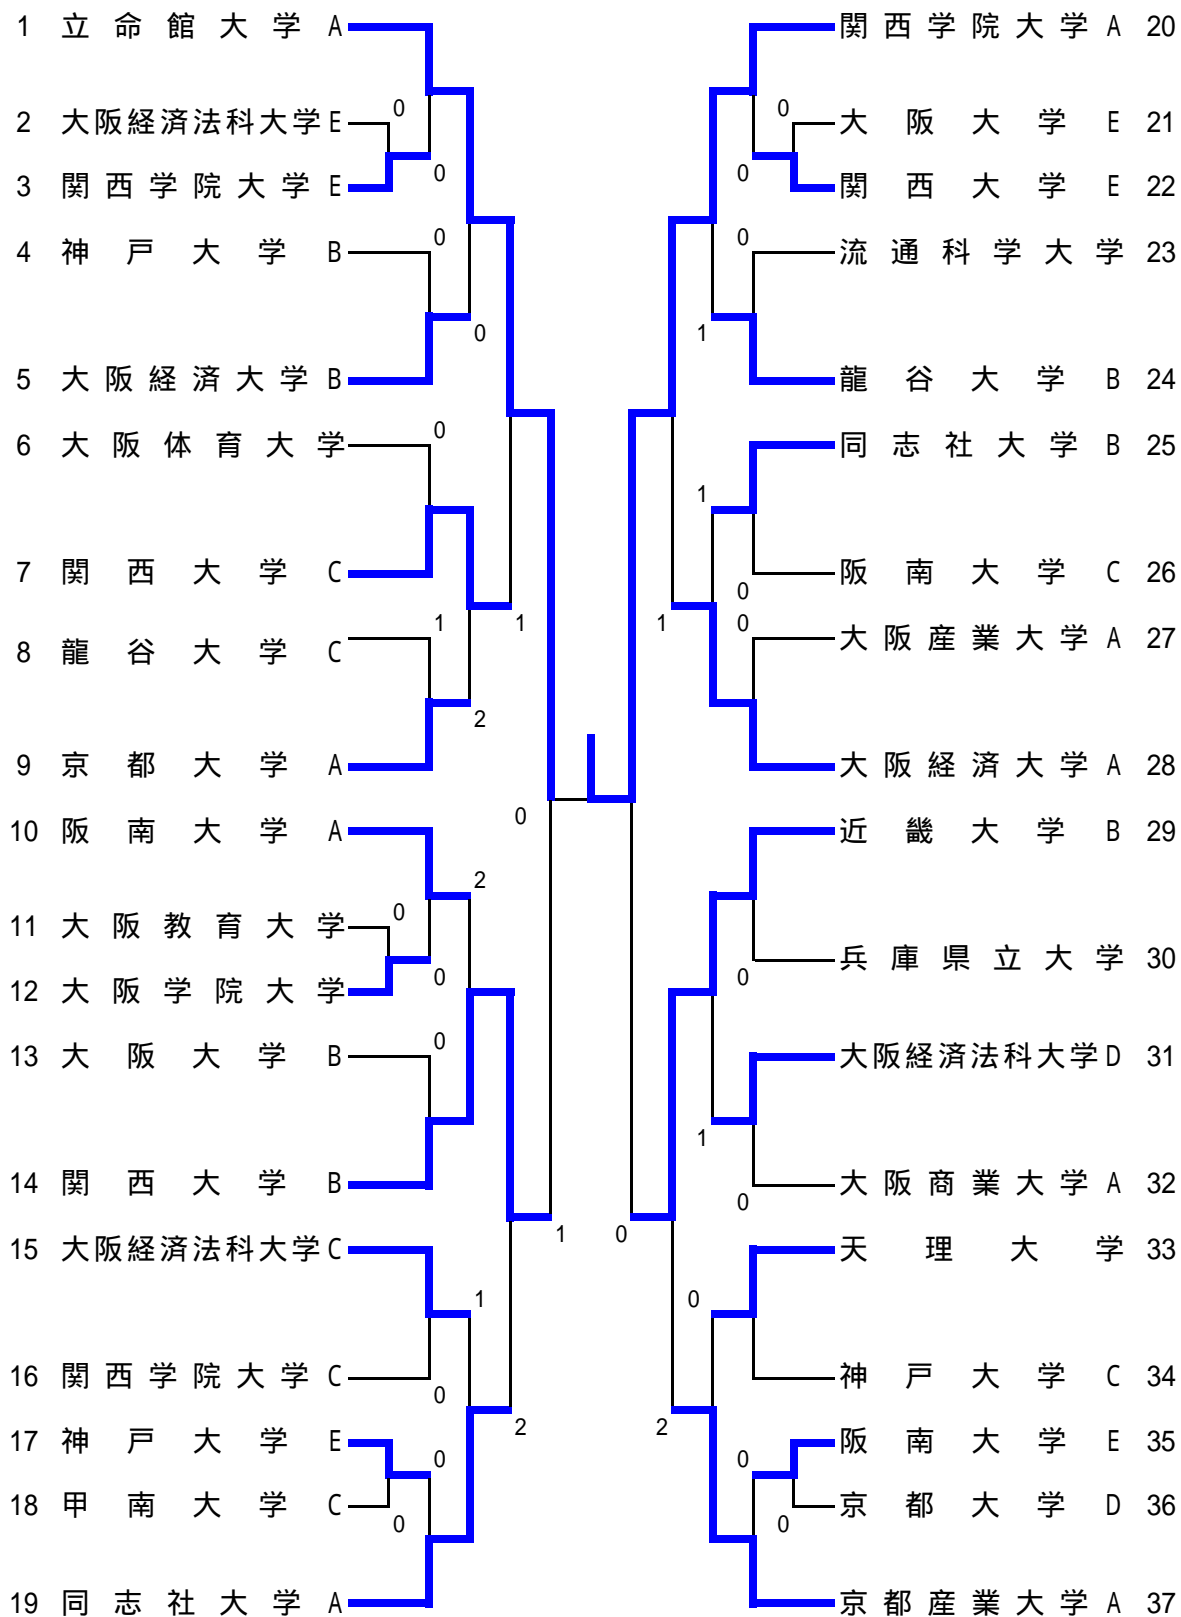 1 立命館大学 A
2 大阪経済法科大学 E
3 関西学院大学 E
4 神戸大学 B
5 大阪経済大学 B
6 大阪体育大学
7 関西大学 C
8 龍谷大学 C
9 京都大学 A
10 阪南大学 A
11 大阪教育大学
12 大阪学院大学
13 大阪大学 B
14 関西大学 B
15 大阪経済法科大学 C
16 関西学院大学 C
17 神戸大学 E
18 甲南大学 C
19 同志社大学 A
0
0
0
0
0
1
1
2
0
2
0
0
0
1
1
0
2
0
0
関西学院大学 A 20
大阪大学 E 21
関西大学 E 22
流通科学大学 23
龍谷大学 B 24
同志社大学 B 25
阪南大学 C 26
大阪産業大学 A 27
大阪経済大学 A 28
近畿大学 B 29
兵庫県立大学 30
大阪経済法科大学 D 31
大阪商業大学 A 32
天理大学 33
神戸大学 C 34
阪南大学 E 35
京都大学 D 36
京都産業大学 A 37
0
0
0
1
1
0
1
0
0
1
0
0
0
2
0
0